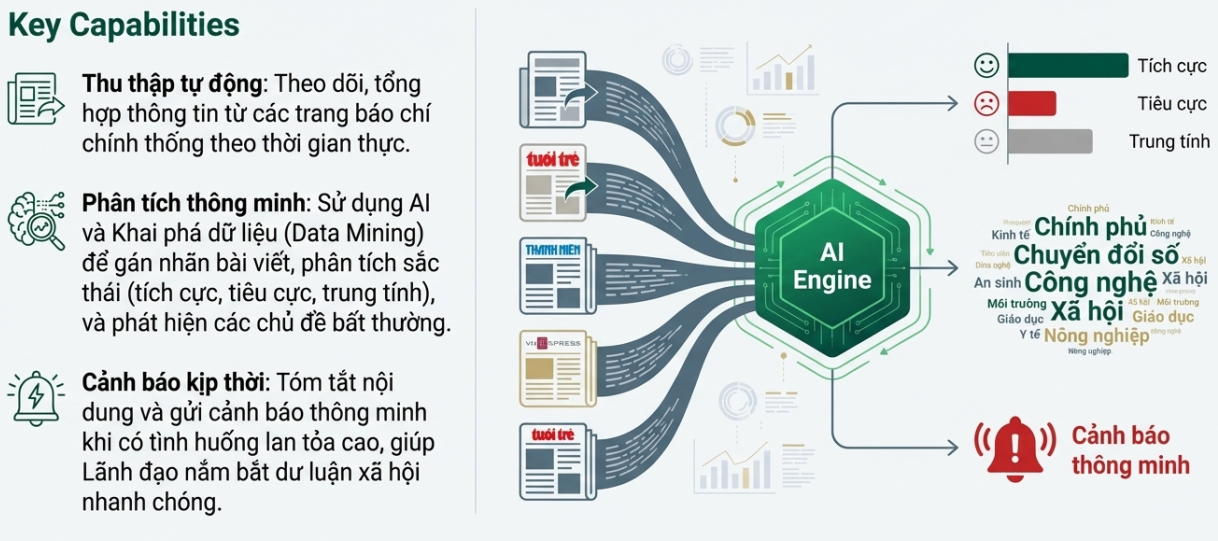 Key Capabilities
Thu thập tự động: Theo dõi, tổng
hợp thông tin từ các trang báo chí
chính thống theo thời gian thực.
Phân tích thông minh: Sử dụng AI
và Khai phá dữ liệu (Data Mining)
để gán nhãn bài viết, phân tích sắc
thái (tích cực, tiêu cực, trung tính),
và phát hiện các chủ đề bất thường.
Cảnh báo kịp thời: Tóm tắt nội
dung và gửi cảnh báo thông minh
khi có tình huống lan tỏa cao, giúp
Lãnh đạo nắm bắt dư luận xã hội
nhanh chóng.
tuổi trẻ
THANH NIÊN
tuổi trẻ
AI
Engine
Tích cực
Tiêu cực
Trung tính
Chính phủ
Kinh tế
Chính phủ
Công nghệ
Chuyển đổi số
An sinh
Công nghệ
Xã hội
Môi trường
Xã hội
Môi trường
Giáo dục
Giáo dục
Y tế
Nông nghiệp
Cảnh báo
thông minh